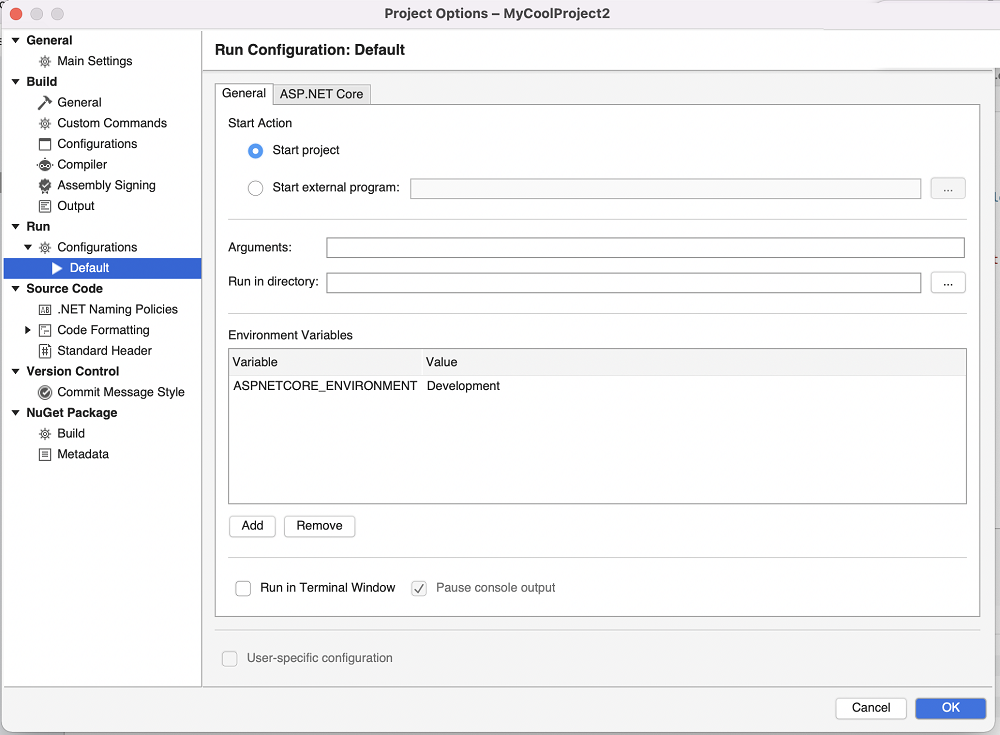 Project Options – MyCoolProject2
General
Main Settings
Build
General
Custom Commands
Configurations
Compiler
Assembly Signing
Output
Run
Configurations
Default
Source Code
.NET Naming Policies
Code Formatting
Standard Header
Version Control
Commit Message Style
NuGet Package
Build
Metadata
Run Configuration: Default
General ASP.NET Core
Start Action
Start project
Start external program: ...
Arguments:
Run in directory: ...
Environment Variables
Variable Value
ASPNETCORE_ENVIRONMENT Development
Add Remove
Run in Terminal Window Pause console output
User-specific configuration
Cancel OK